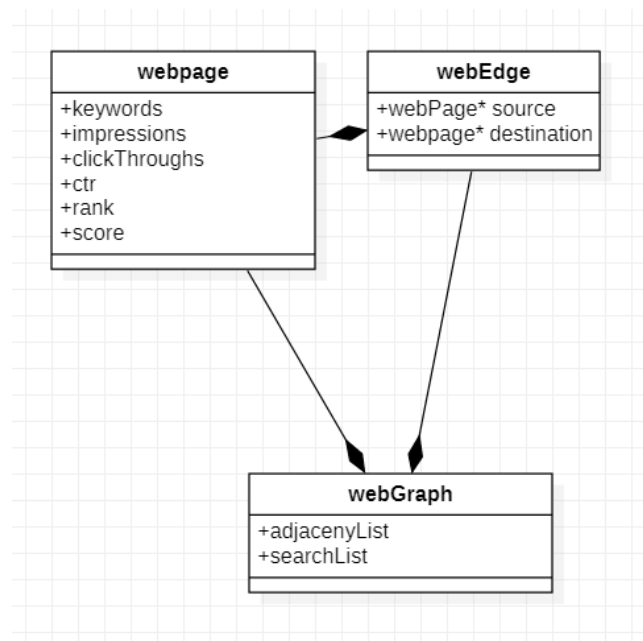 webpage
+keywords
+impressions
+clickThroughs
+ctr
+rank
+score
webEdge
+webPage* source
+webpage* destination
webGraph
+adjacenyList
+searchList